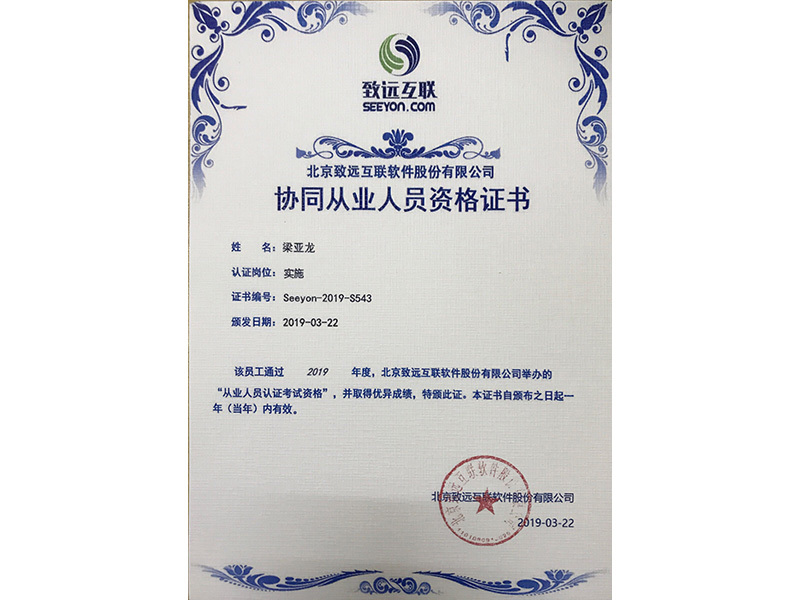 致远互联
SEEYON.COM
北京致远互联软件股份有限公司
协同从业人员资格证书
姓 名：梁亚龙
认证岗位：实施
证书编号：Seeyon-2019-S543
颁发日期：2019-03-22
该员工通过 2019 年度，北京致远互联软件股份有限公司举办的
“从业人员认证考试资格”，并取得优异成绩，特颁此证。本证书自颁布之日起一
年（当年）内有效。
北京致远互联软件股份有限公司
2019-03-22